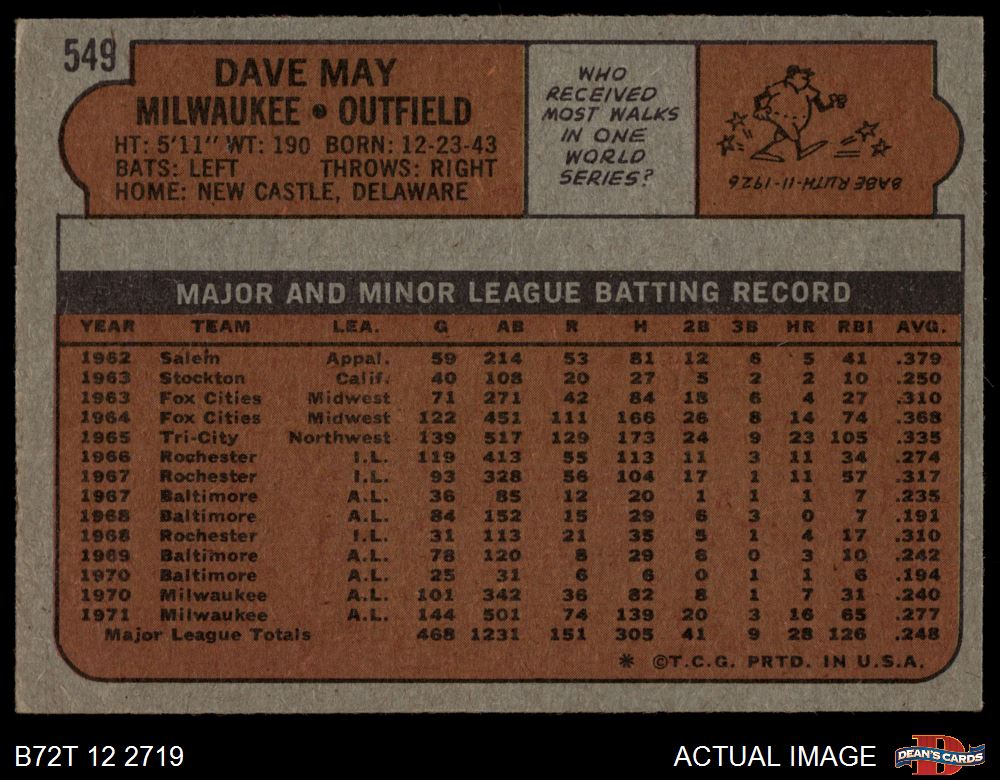 549
DAVE MAY
MILWAUKEE • OUTFIELD
HT: 5'11" WT: 190 BORN: 12-23-43
BATS: LEFT THROWS: RIGHT
HOME: NEW CASTLE, DELAWARE
WHO
RECEIVED
MOST WALKS
IN ONE
WORLD
SERIES?
BABE RUTH-11-1926
MAJOR AND MINOR LEAGUE BATTING RECORD
YEAR TEAM LEA. G AB R H 2B 3B HR RBI AVG.
1962 Salem Appal. 59 214 53 81 12 6 5 41 .379
1963 Stockton Calif. 40 108 20 27 5 2 2 10 .250
1963 Fox Cities Midwest 71 271 42 84 18 6 4 27 .310
1964 Fox Cities Midwest 122 451 111 166 26 8 14 74 .368
1965 Tri-City Northwest 139 517 129 173 24 9 23 105 .335
1966 Rochester I.L. 119 413 55 113 11 3 11 34 .274
1967 Rochester I.L. 93 328 56 104 17 1 11 57 .317
1967 Baltimore A.L. 36 85 12 20 1 1 1 7 .235
1968 Baltimore A.L. 84 152 15 29 6 3 0 7 .191
1968 Rochester I.L. 31 113 21 35 5 1 4 17 .310
1969 Baltimore A.L. 78 120 8 29 6 0 3 10 .242
1970 Baltimore A.L. 25 31 6 6 0 1 1 6 .194
1970 Milwaukee A.L. 101 342 36 82 8 1 7 31 .240
1971 Milwaukee A.L. 144 501 74 139 20 3 16 65 .277
Major League Totals 468 1231 151 305 41 9 28 126 .248
* ©T.C.G. PRTD. IN U.S.A.
B72T 12 2719
ACTUAL IMAGE
DEAN'S CARDS